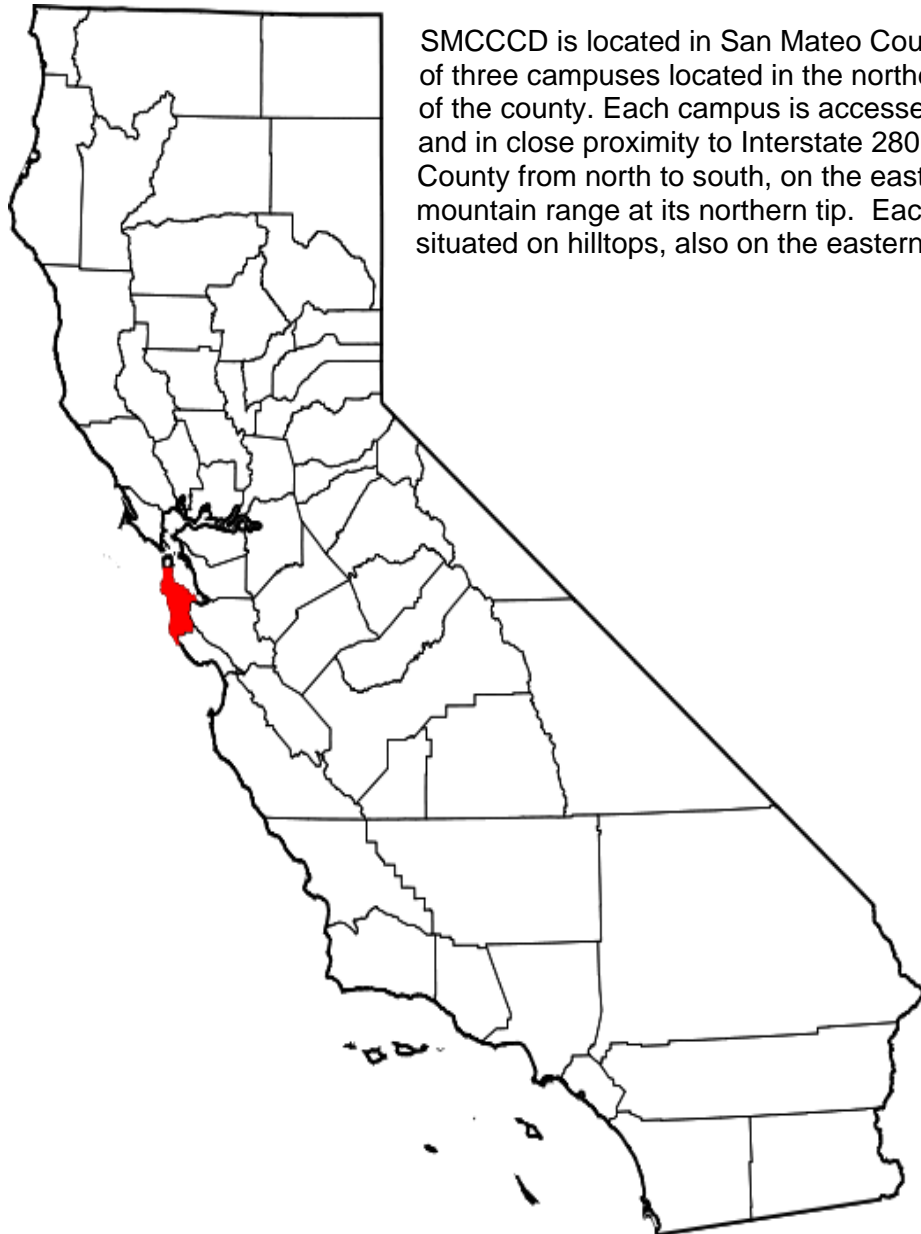 SMCCCD is located in San Mateo Cou
of three campuses located in the northe
of the county. Each campus is accesse
and in close proximity to Interstate 280
County from north to south, on the east
mountain range at its northern tip.  Eac
situated on hilltops, also on the eastern